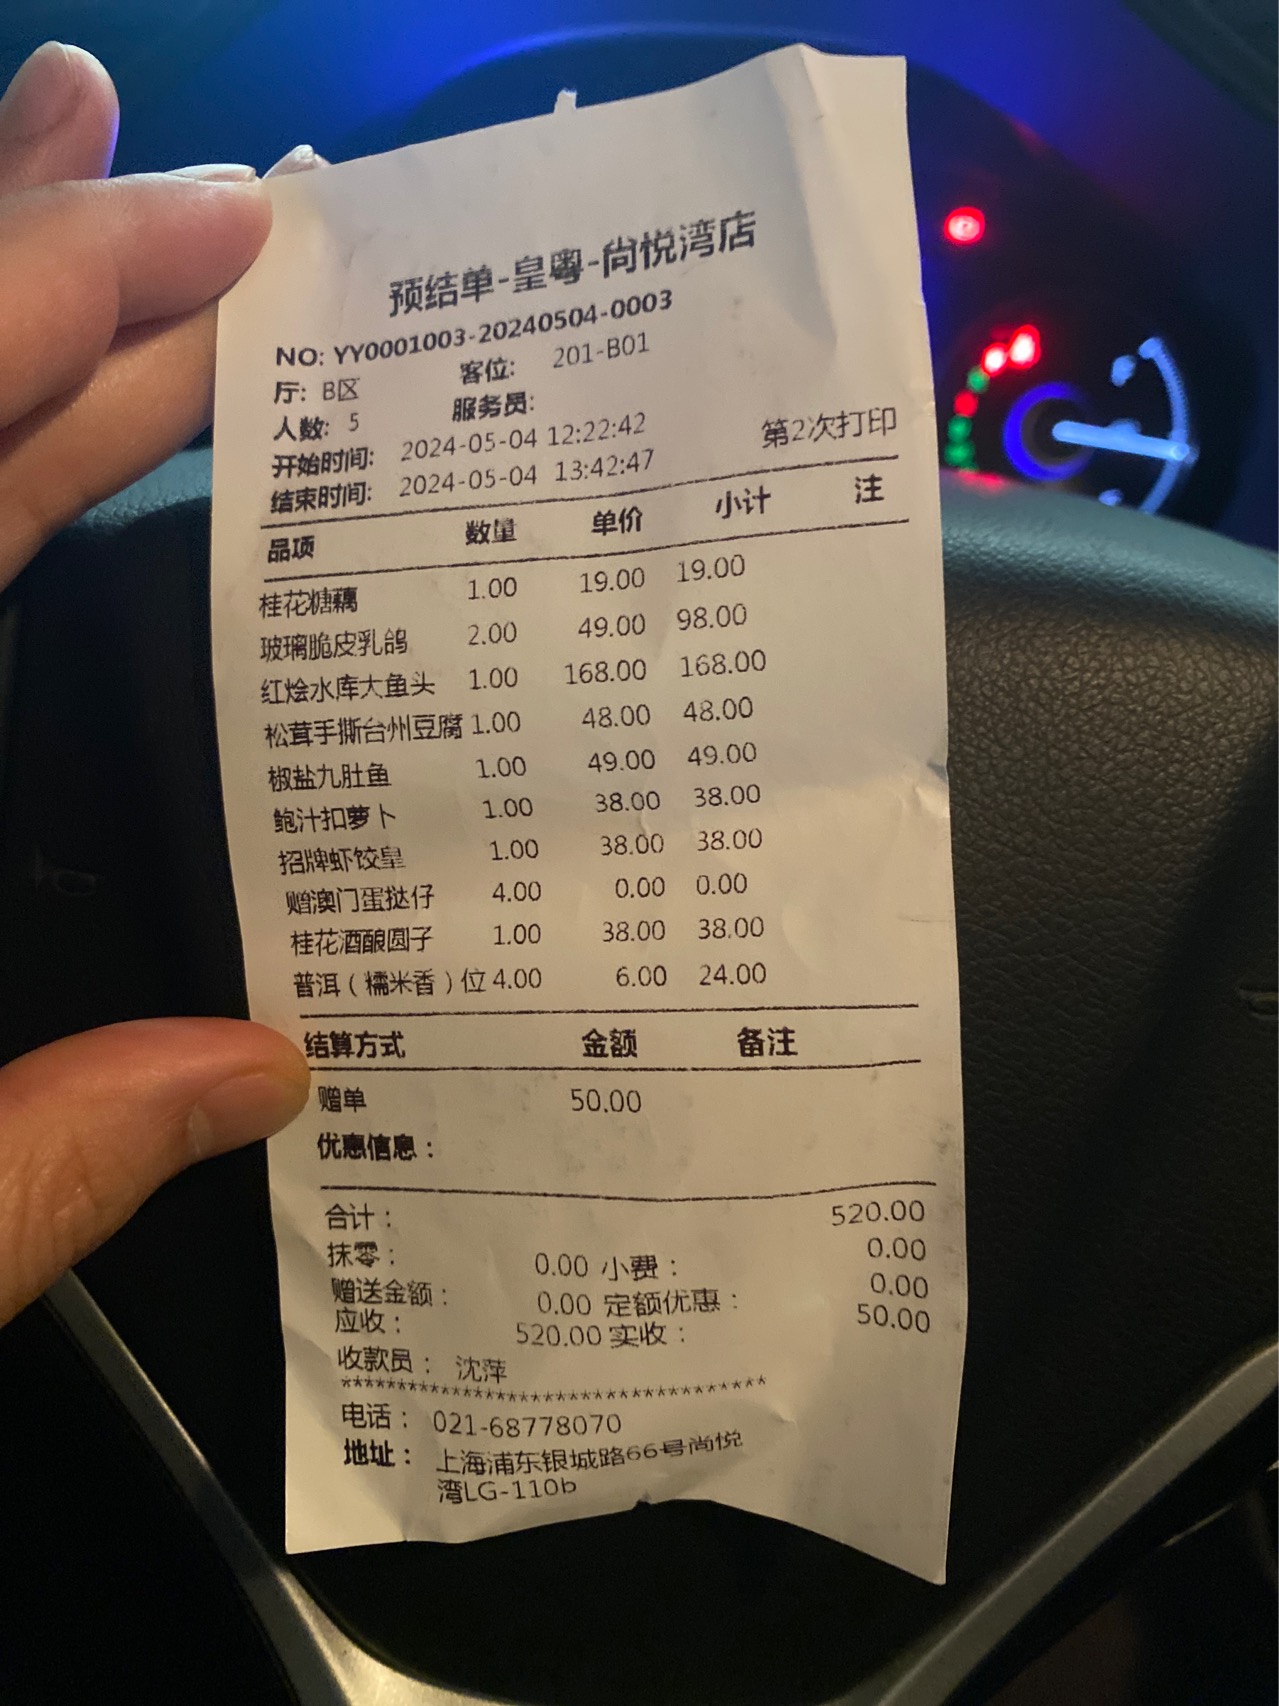 预结单-皇粤-尚悦湾店
NO: YY0001003-20240504-0003
厅: B区 客位: 201-B01
人数: 5 服务员:
开始时间: 2024-05-04 12:22:42
结束时间: 2024-05-04 13:42:47 第2次打印
品项 数量 单价 小计 注
桂花糖藕 1.00 19.00 19.00
玻璃脆皮乳鸽 2.00 49.00 98.00
红烩水库大鱼头 1.00 168.00 168.00
松茸手撕台州豆腐 1.00 48.00 48.00
椒盐九肚鱼 1.00 49.00 49.00
鲍汁扣萝卜 1.00 38.00 38.00
招牌虾饺皇 1.00 38.00 38.00
赠澳门蛋挞仔 4.00 0.00 0.00
桂花酒酿圆子 1.00 38.00 38.00
普洱(糯米香)位 4.00 6.00 24.00
结算方式 金额 备注
赠单 50.00
优惠信息:
合计: 520.00
抹零: 0.00 小费: 0.00
赠送金额: 0.00 定额优惠: 0.00
应收: 520.00 实收: 50.00
收款员: 沈萍
**************************************
电话: 021-68778070
地址: 上海浦东银城路66号尚悦
湾LG-110b